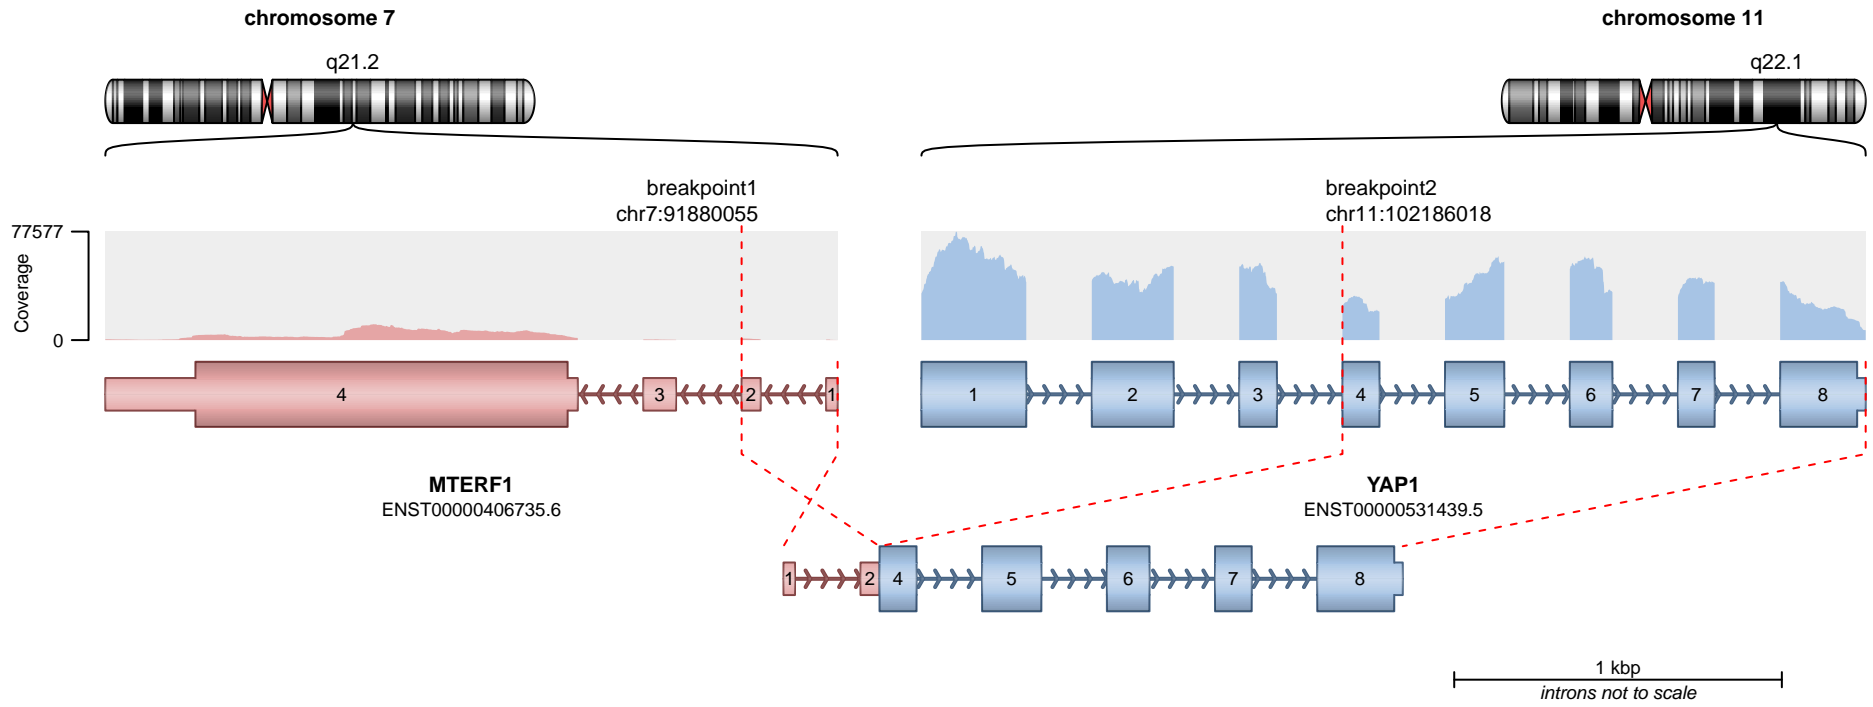 chromosome 7
chromosome 11
q21.2
q22.1
breakpoint1
chr7:91880055
breakpoint2
chr11:102186018
77577
Coverage
0
4
3
2
1
1
2
3
4
5
6
7
8
MTERF1
ENST00000406735.6
YAP1
ENST00000531439.5
1
2
4
5
6
7
8
1 kbp
introns not to scale